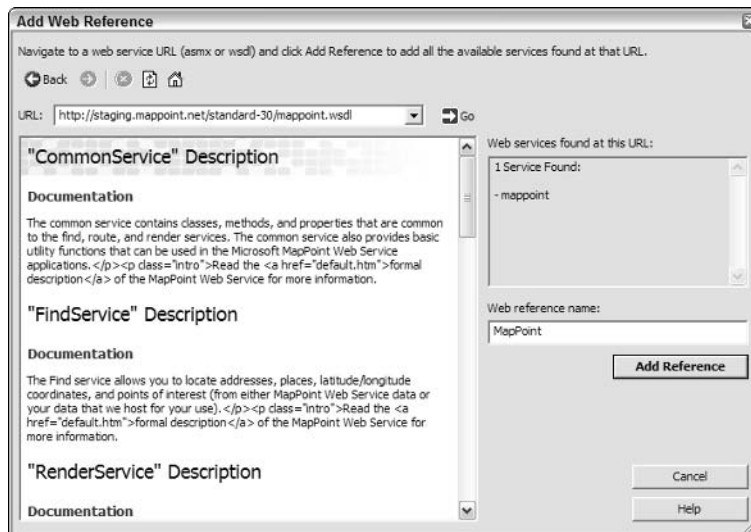 Add Web Reference
Navigate to a web service URL (asmx or wsdl) and click Add Reference to add all the available services found at that URL.
Back
URL: http://staging.mappoint.net/standard-30/mappoint.wsdl Go
"CommonService" Description
Documentation
The common service contains classes, methods, and properties that are common
to the find, route, and render services. The common service also provides basic
utility functions that can be used in the Microsoft MapPoint Web Service
applications.</p><p class="intro">Read the <a href="default.htm">formal
description</a> of the MapPoint Web Service for more information.
"FindService" Description
Documentation
The Find service allows you to locate addresses, places, latitude/longitude
coordinates, and points of interest (from either MapPoint Web Service data or
your data that we host for your use).</p><p class="intro">Read the <a
href="default.htm">formal description</a> of the MapPoint Web Service for
more information.
"RenderService" Description
Documentation
Web services found at this URL:
1 Service Found:
- mappoint
Web reference name:
MapPoint
Add Reference
Cancel
Help